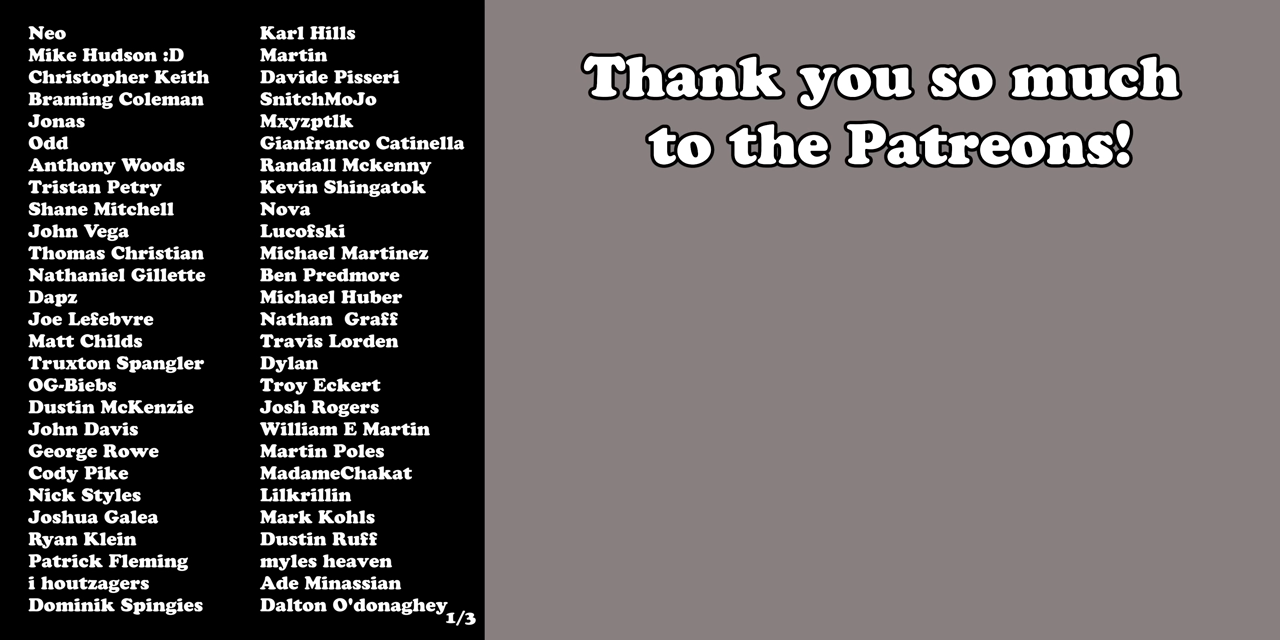 Neo
Mike Hudson :D
Christopher Keith
Braming Coleman
Jonas
Odd
Anthony Woods
Tristan Petry
Shane Mitchell
John Vega
Thomas Christian
Nathaniel Gillette
Dapz
Joe Lefebvre
Matt Childs
Truxton Spangler
OG-Biebs
Dustin McKenzie
John Davis
George Rowe
Cody Pike
Nick Styles
Joshua Galea
Ryan Klein
Patrick Fleming
i houtzagers
Dominik Spingies
Karl Hills
Martin
Davide Pisseri
SnitchMoJo
Mxyzptlk
Gianfranco Catinella
Randall Mckenny
Kevin Shingatok
Nova
Lucofski
Michael Martinez
Ben Predmore
Michael Huber
Nathan  Graff
Travis Lorden
Dylan
Troy Eckert
Josh Rogers
William E Martin
Martin Poles
MadameChakat
Lilkrillin
Mark Kohls
Dustin Ruff
myles heaven
Ade Minassian
Dalton O'donaghey
1/3
Thank you so much
to the Patreons!